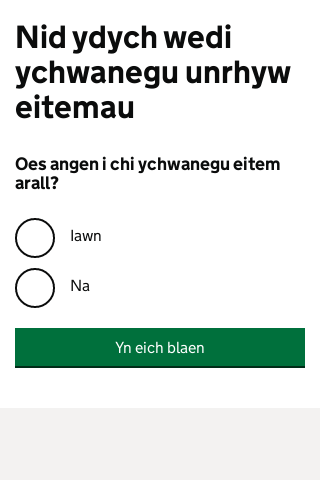 Nid ydych wedi
ychwanegu unrhyw
eitemau
Oes angen i chi ychwanegu eitem
arall?
Iawn
Na
Yn eich blaen